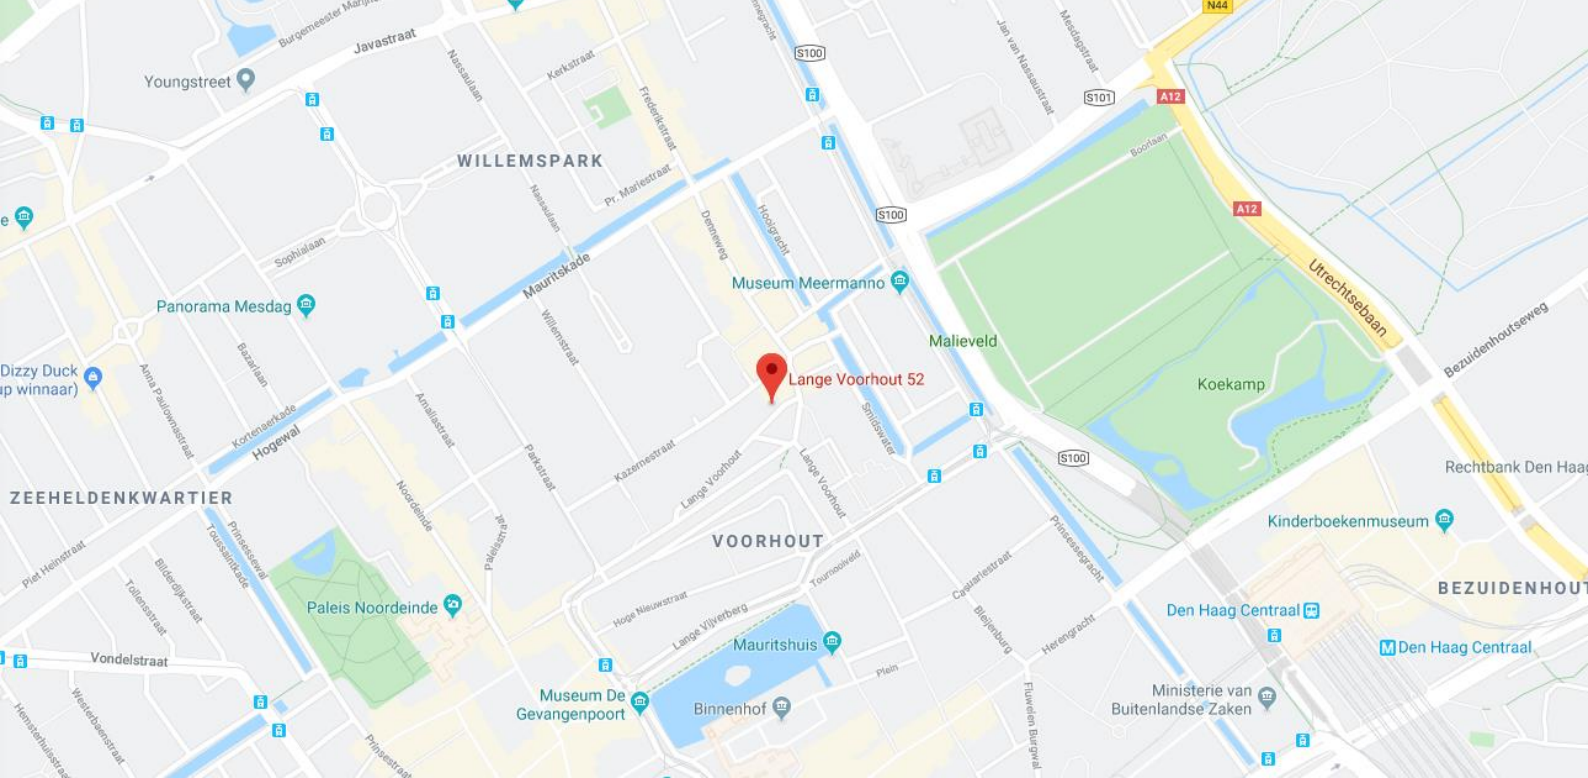 N44
Burgemeester
Javastraat
Nassaulaan
Kerkstraat
Jan van Nassaustraat
Mesdagstraat
S100
Youngstreet
Frederikstraat
S101
A12
WILLEMSPARK
Boorlaan
Pr. Mariestraat
Nassaulaan
Denneweg
Hooigracht
S100
A12
e
Sophialaan
Mauritskade
Museum Meermanno
Utrechtsebaan
Panorama Mesdag
Willemstraat
Bezuidenhoutseweg
Malieveld
Bazarlaan
Dizzy Duck
up winnaar)
Anna Paulownastraat
Lange Voorhout 52
Koekamp
Kortenaerkade
Hogewal
Amaliastraat
Smidswater
Parkstraat
Kazernestraat
Lange Voorhout
Lange Voorhout
S100
Rechtbank Den Haag
ZEEHELDENKWARTIER
Noordeinde
Paleisstraat
Prinsessewal
Toussaintkade
VOORHOUT
Prinsessegracht
Kinderboekenmuseum
Piet Heinstraat
Bilderdijkstraat
Tollensstraat
Tournooiveld
Casuariestraat
BEZUIDENHOUT
Paleis Noordeinde
Hoge Nieuwstraat
Lange Vijverberg
Bleijenburg
Herengracht
Den Haag Centraal
M Den Haag Centraal
Mauritshuis
Vondelstraat
Plein
Museum De
Gevangenpoort
Binnenhof
Fluwelen Burgwal
Ministerie van
Buitenlandse Zaken
Westerbaenstraat
Hemsterhuisstraat
Prinsestraat